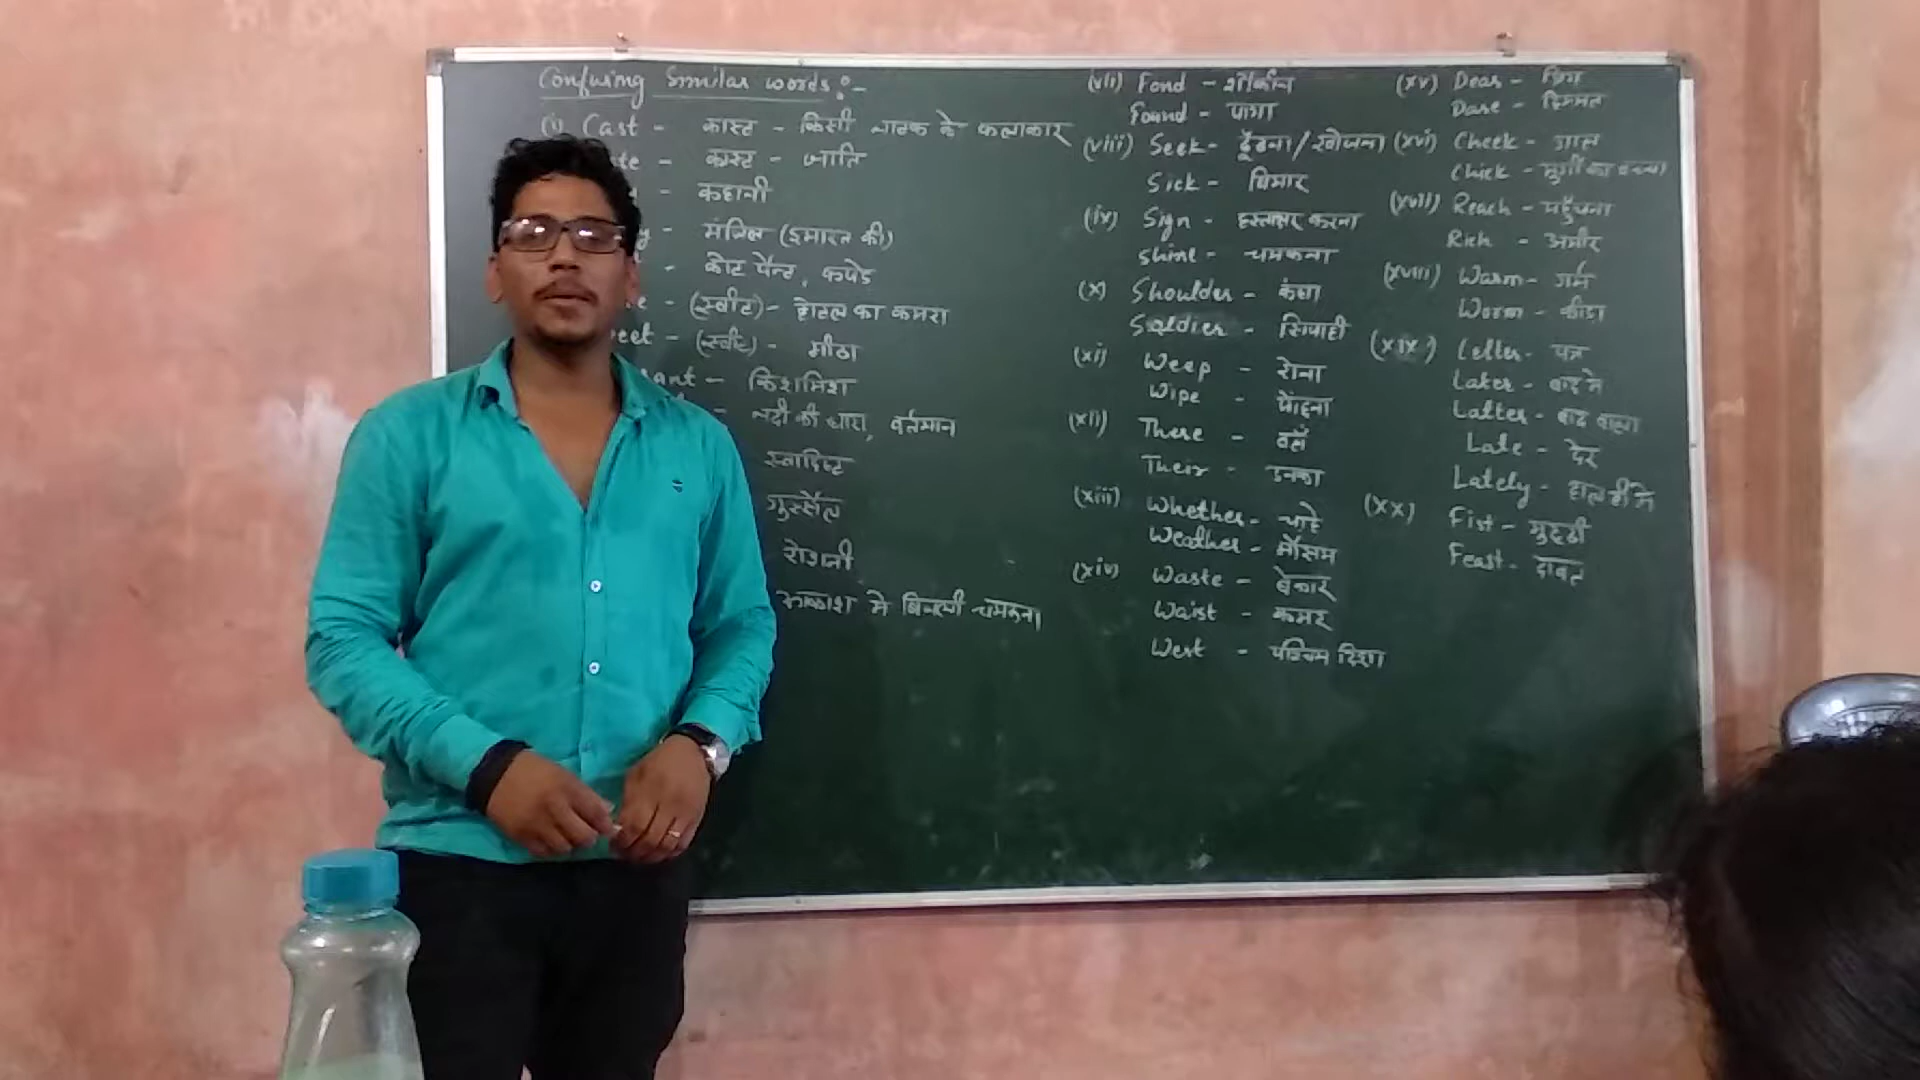 Confusing Similar words :-
(i) Cast - कास्ट - किसी नाटक के कलाकार
te - कास्ट - जाति
- कहानी
y - मंजिल (इमारत की)
- कोट पैन्ट, कपडे
e - (स्वीट) - होटल का कमरा
eet - (स्वीट) - मीठा
rant - किशमिश
- नदी की धारा, वर्तमान
स्वादिष्ट
गुस्सैल
रोशनी
आकाश मे बिजली चमकना
(vii) Fond - शौकीन
Found - पाया
(viii) Seek - ढूँढना / खोजना
Sick - बिमार
(ix) Sign - हस्ताक्षर करना
Shine - चमकना
(x) Shoulder - कंधा
Soldier - सिपाही
(xi) Weep - रोना
Wipe - पोंछना
(xii) There - वहाँ
Their - उनका
(xiii) Whether - चाहे
Weather - मौसम
(xiv) Waste - बेकार
Waist - कमर
West - पश्चिम दिशा
(xv) Dear - प्रिय
Dare - हिम्मत
(xvi) Cheek - गाल
Chick - मुर्गी का बच्चा
(xvii) Reach - पहुँचना
Rich - अमीर
(xviii) Warm - गर्म
Worm - कीडा
(xix) Letter - पत्र
Later - बाद मे
Latter - बाद वाला
Late - देर
Lately - हाल ही मे
(xx) Fist - मुट्ठी
Feast - दावत